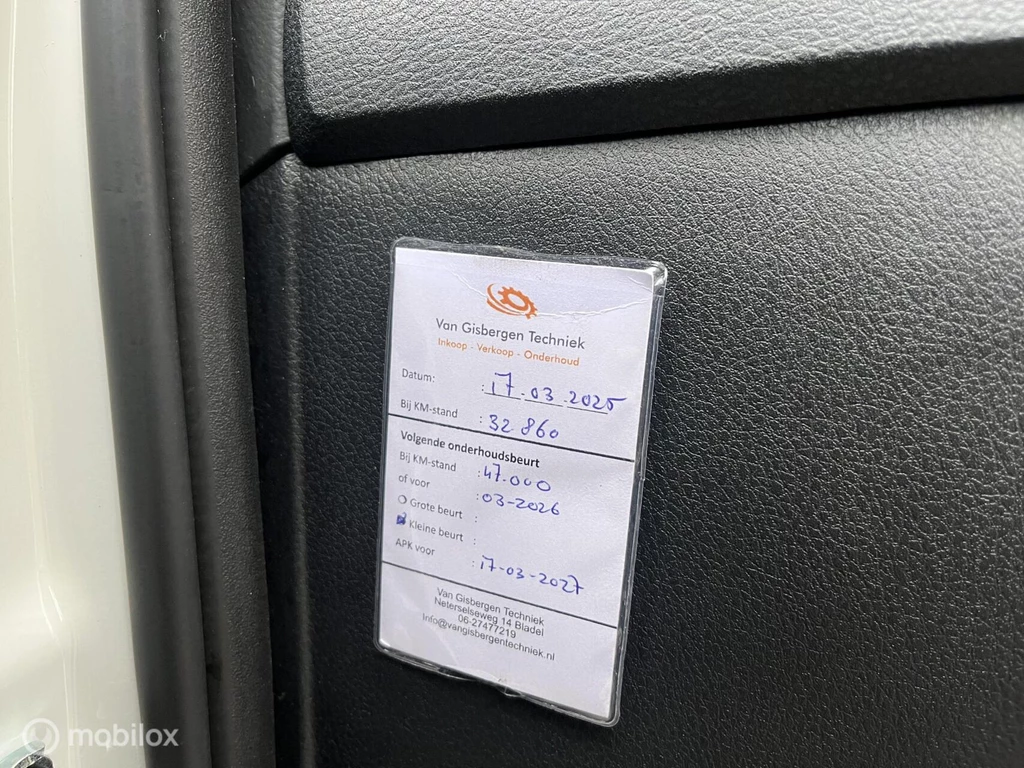 Van Gisbergen Techniek
Inkoop - Verkoop - Onderhoud
Datum: : 17.03.2025
Bij KM-stand : 32 860
Volgende onderhoudsbeurt
Bij KM-stand : 47.000
of voor : 03-2026
Grote beurt :
Kleine beurt :
APK voor : 17-03-2027
Van Gisbergen Techniek
Neterselseweg 14 Bladel
06-27477219
Info@vangisbergentechniek.nl
mobilox